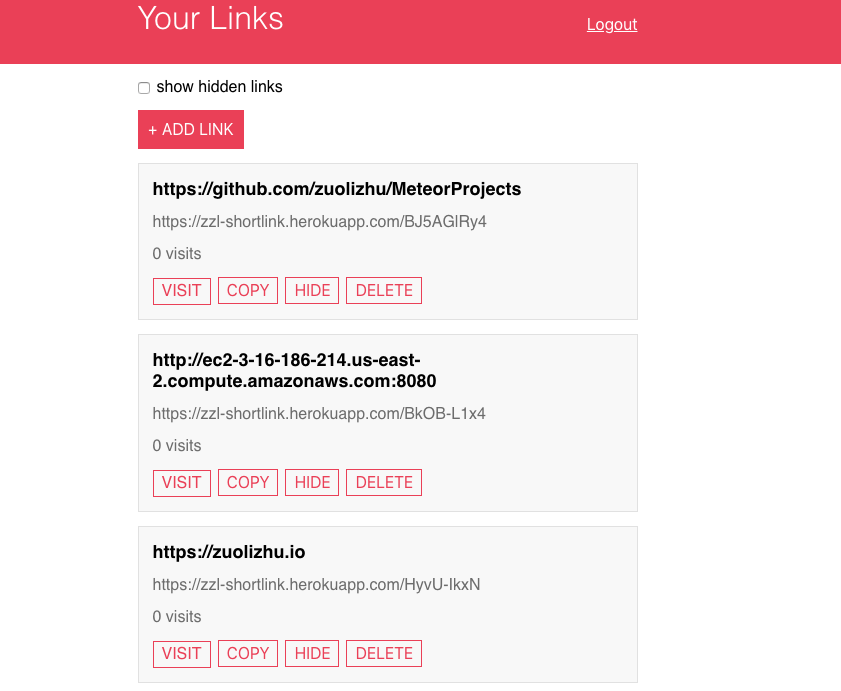 Your Links
Logout
show hidden links
+ ADD LINK
https://github.com/zuolizhu/MeteorProjects
https://zzl-shortlink.herokuapp.com/BJ5AGlRy4
0 visits
VISIT COPY HIDE DELETE
http://ec2-3-16-186-214.us-east-
2.compute.amazonaws.com:8080
https://zzl-shortlink.herokuapp.com/BkOB-L1x4
0 visits
VISIT COPY HIDE DELETE
https://zuolizhu.io
https://zzl-shortlink.herokuapp.com/HyvU-IkxN
0 visits
VISIT COPY HIDE DELETE